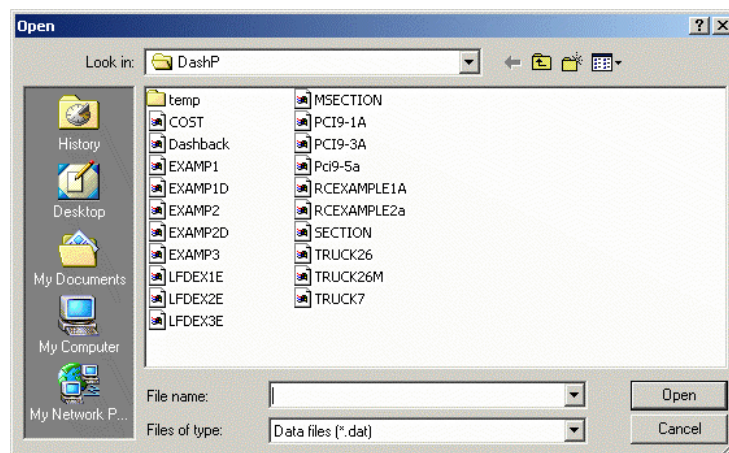 Open
Look in: DashP
History
Desktop
My Documents
My Computer
My Network P...
temp
COST
Dashback
EXAMP1
EXAMP1D
EXAMP2
EXAMP2D
EXAMP3
LFDEX1E
LFDEX2E
LFDEX3E
MSECTION
PCI9-1A
PCI9-3A
Pci9-5a
RCEXAMPLE1A
RCEXAMPLE2a
SECTION
TRUCK26
TRUCK26M
TRUCK7
File name: Open
Files of type: Data files (*.dat) Cancel